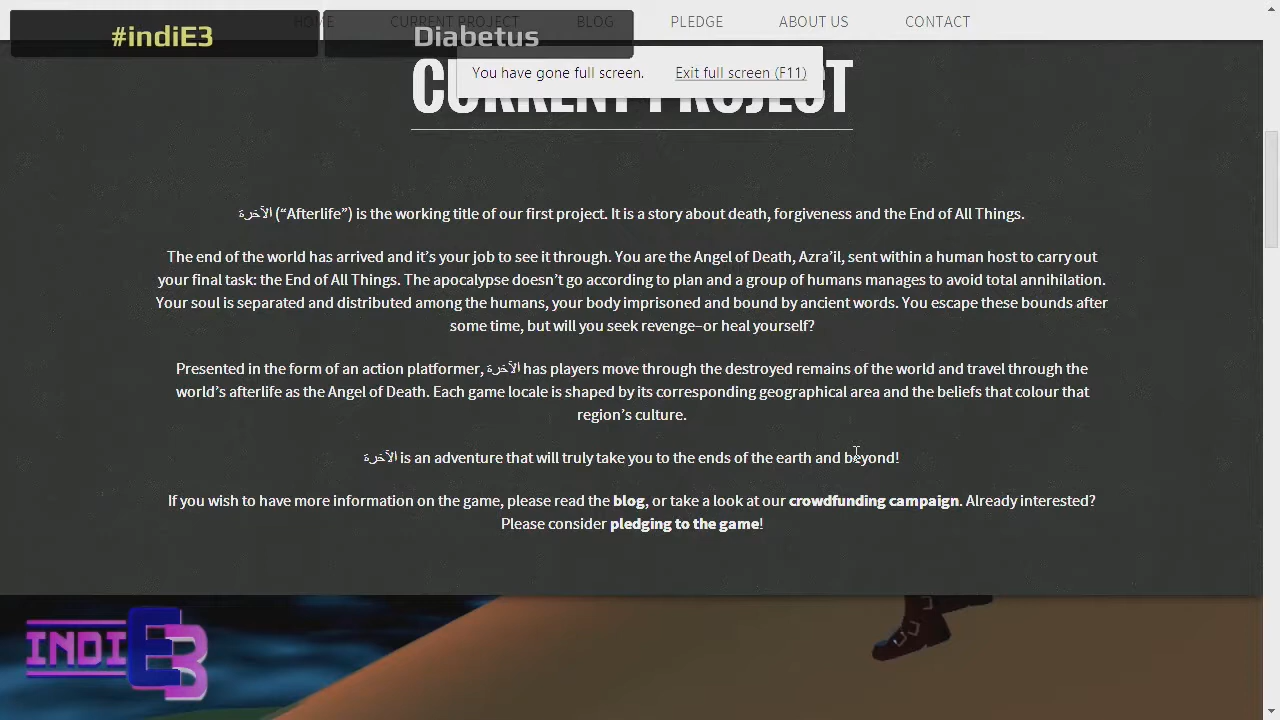 HOME CURRENT PROJECT BLOG PLEDGE ABOUT US CONTACT
#indiE3 Diabetus
You have gone full screen. Exit full screen (F11)
CURRENT PROJECT
الآخرة (“Afterlife”) is the working title of our first project. It is a story about death, forgiveness and the End of All Things.
The end of the world has arrived and it’s your job to see it through. You are the Angel of Death, Azra’il, sent within a human host to carry out
your final task: the End of All Things. The apocalypse doesn’t go according to plan and a group of humans manages to avoid total annihilation.
Your soul is separated and distributed among the humans, your body imprisoned and bound by ancient words. You escape these bounds after
some time, but will you seek revenge–or heal yourself?
Presented in the form of an action platformer, الآخرة has players move through the destroyed remains of the world and travel through the
world’s afterlife as the Angel of Death. Each game locale is shaped by its corresponding geographical area and the beliefs that colour that
region’s culture.
الآخرة is an adventure that will truly take you to the ends of the earth and beyond!
If you wish to have more information on the game, please read the blog, or take a look at our crowdfunding campaign. Already interested?
Please consider pledging to the game!
INDI E3